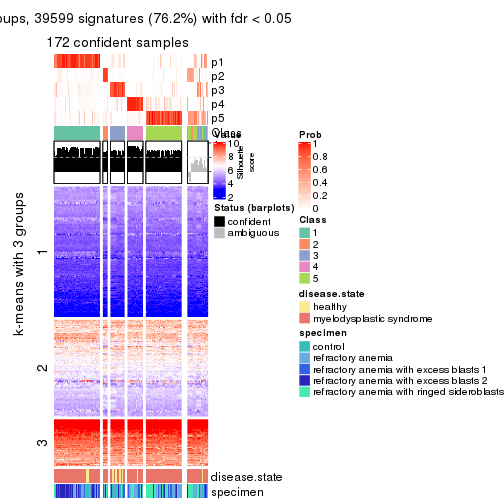 oups, 39599 signatures (76.2%) with fdr < 0.05
172 confident samples
p1
p2
p3
p4
p5
Class
Value
10
8
6
4
2
Silhouette
score
Prob
1
0.8
0.6
0.4
0.2
0
Status (barplots)
confident
ambiguous
Class
1
2
3
4
5
disease.state
healthy
myelodysplastic syndrome
specimen
control
refractory anemia
refractory anemia with excess blasts 1
refractory anemia with excess blasts 2
refractory anemia with ringed sideroblasts
k-means with 3 groups
1
2
3
disease.state
specimen